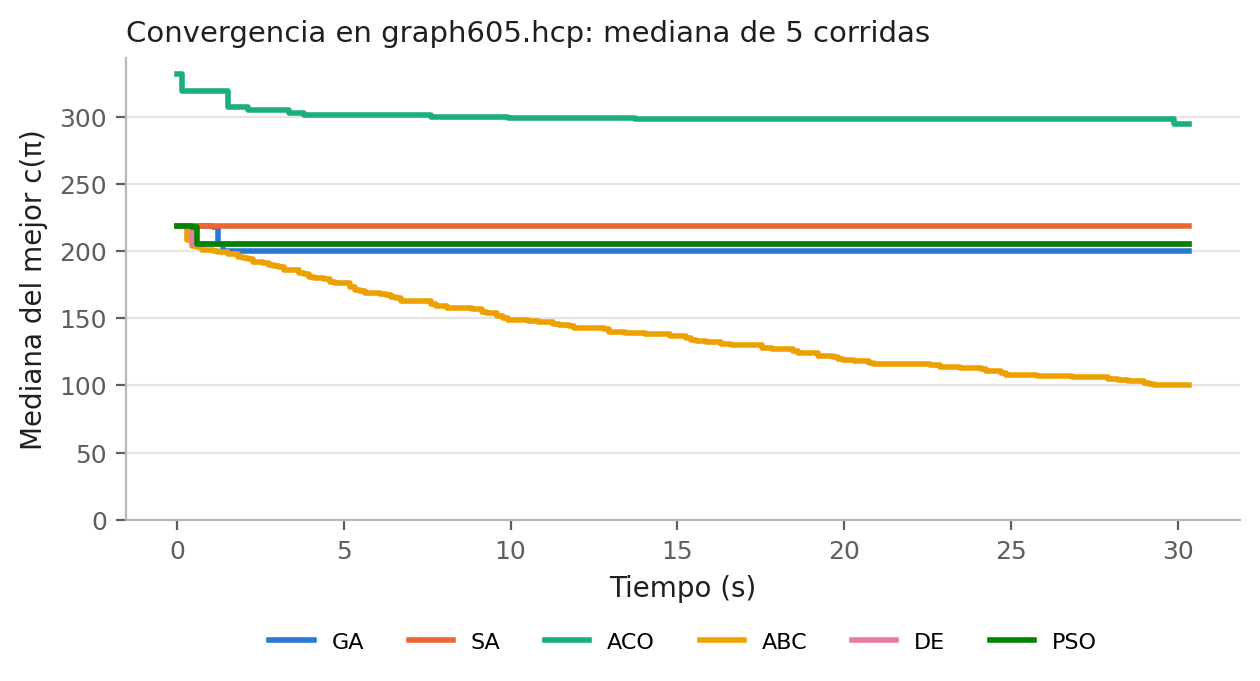 Convergencia en graph605.hcp: mediana de 5 corridas
Mediana del mejor c(π)
300
250
200
150
100
50
0
0 5 10 15 20 25 30
Tiempo (s)
GA SA ACO ABC DE PSO